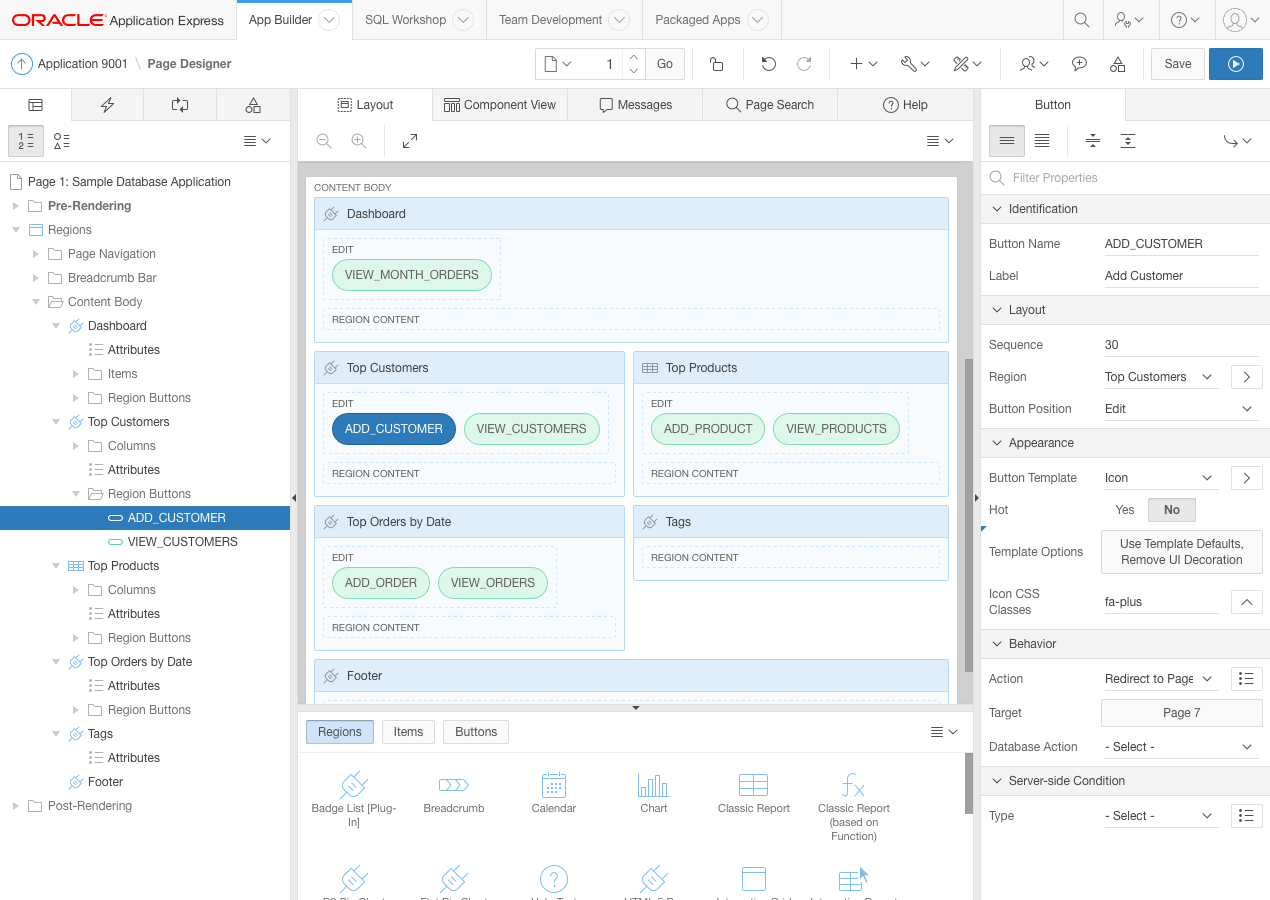 ORACLE Application Express
App Builder
SQL Workshop
Team Development
Packaged Apps
Application 9001 \ Page Designer
1
Go
Save
Layout
Component View
Messages
Page Search
Help
Button
Page 1: Sample Database Application
Pre-Rendering
Regions
Page Navigation
Breadcrumb Bar
Content Body
Dashboard
Attributes
Items
Region Buttons
Top Customers
Columns
Attributes
Region Buttons
ADD_CUSTOMER
VIEW_CUSTOMERS
Top Products
Columns
Attributes
Region Buttons
Top Orders by Date
Attributes
Region Buttons
Tags
Attributes
Footer
Post-Rendering
CONTENT BODY
Dashboard
EDIT
VIEW_MONTH_ORDERS
REGION CONTENT
Top Customers
EDIT
ADD_CUSTOMER
VIEW_CUSTOMERS
REGION CONTENT
Top Products
EDIT
ADD_PRODUCT
VIEW_PRODUCTS
REGION CONTENT
Top Orders by Date
EDIT
ADD_ORDER
VIEW_ORDERS
REGION CONTENT
Tags
REGION CONTENT
Footer
Regions
Items
Buttons
Badge List [Plug-
In]
Breadcrumb
Calendar
Chart
Classic Report
Classic Report
(based on
Function)
Filter Properties
Identification
Button Name ADD_CUSTOMER
Label Add Customer
Layout
Sequence 30
Region Top Customers
Button Position Edit
Appearance
Button Template Icon
Hot Yes No
Template Options Use Template Defaults,
Remove UI Decoration
Icon CSS
Classes fa-plus
Behavior
Action Redirect to Page
Target Page 7
Database Action - Select -
Server-side Condition
Type - Select -